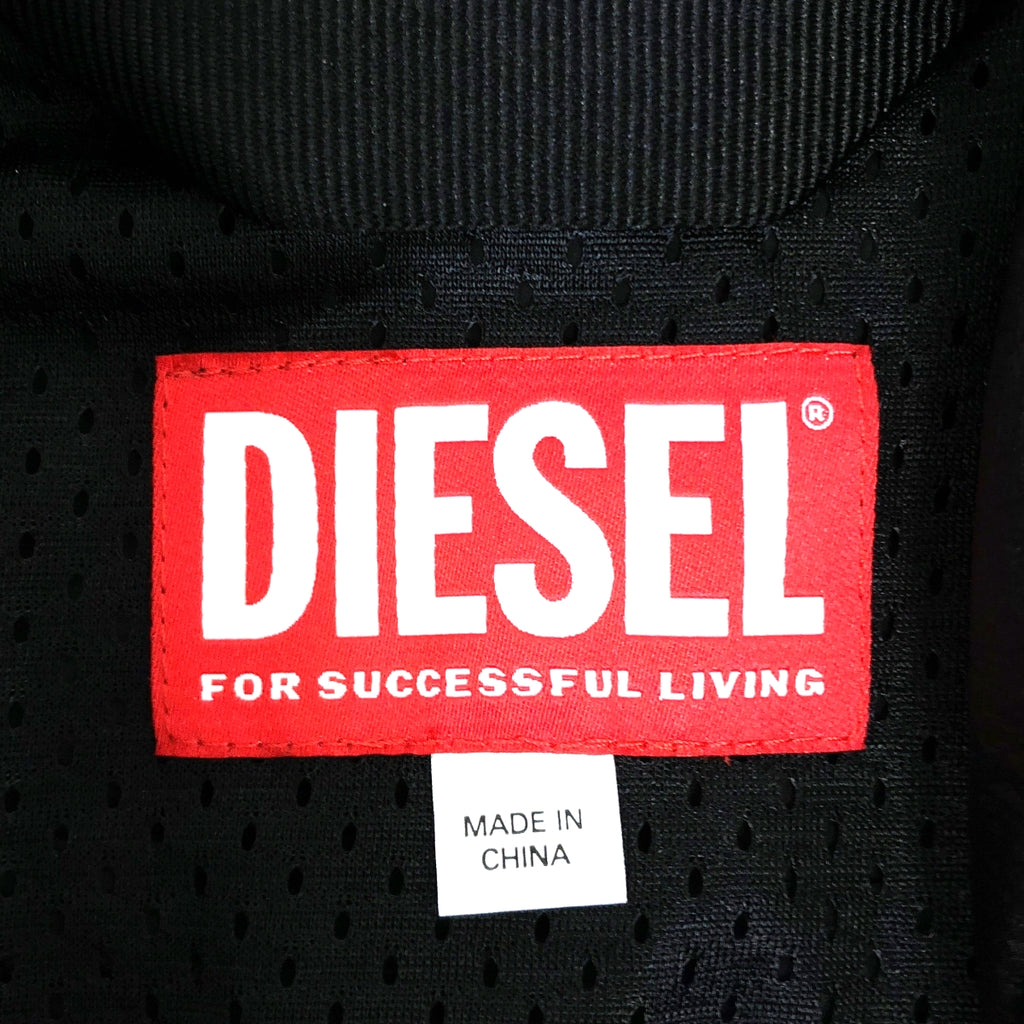 DIESEL®
FOR SUCCESSFUL LIVING
MADE IN
CHINA